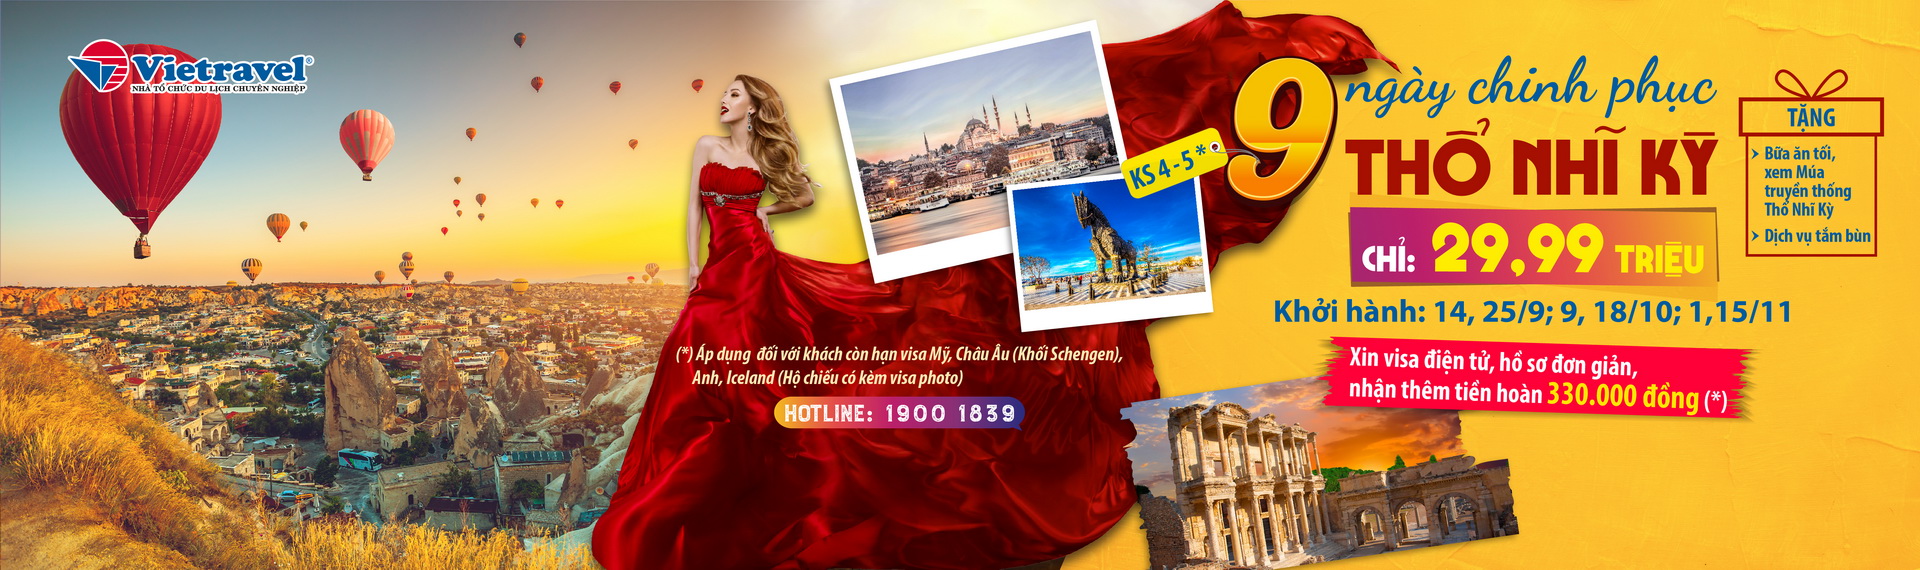 Vietravel®
NHÀ TỔ CHỨC DU LỊCH CHUYÊN NGHIỆP
KS 4-5*
9 ngày chinh phục
THỔ NHĨ KỲ
CHỈ: 29,99 TRIỆU
Khởi hành: 14, 25/9; 9, 18/10; 1,15/11
Xin visa điện tử, hồ sơ đơn giản,
nhận thêm tiền hoàn 330.000 đồng (*)
TẶNG
Bữa ăn tối,
xem Múa
truyền thống
Thổ Nhĩ Kỳ
Dịch vụ tắm bùn
(*) Áp dụng đối với khách còn hạn visa Mỹ, Châu Âu (Khối Schengen),
Anh, Iceland (Hộ chiếu có kèm visa photo)
HOTLINE: 1900 1839